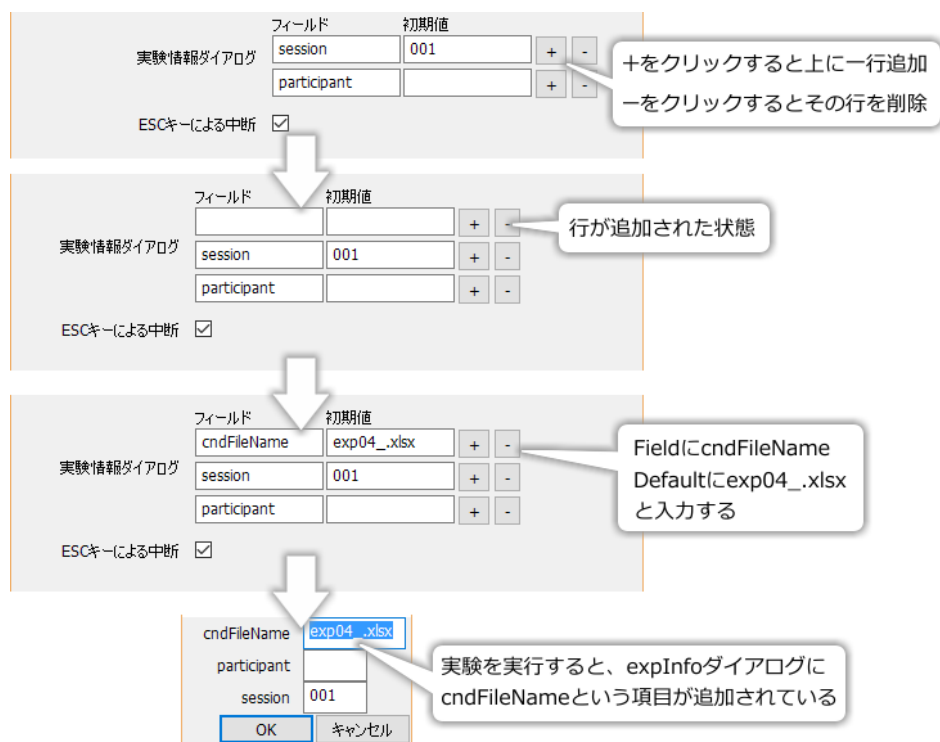 フィールド 初期値
実験情報ダイアログ session 001 + -
participant + -
ESCキーによる中断
+をクリックすると上に一行追加
−をクリックするとその行を削除
フィールド 初期値
+ -
実験情報ダイアログ session 001 + -
participant + -
ESCキーによる中断
行が追加された状態
フィールド 初期値
cndFileName exp04_.xlsx + -
実験情報ダイアログ session 001 + -
participant + -
ESCキーによる中断
FieldにcndFileName
Defaultにexp04_.xlsx
と入力する
cndFileName exp04_.xlsx
participant
session 001
OK キャンセル
実験を実行すると、expInfoダイアログに
cndFileNameという項目が追加されている